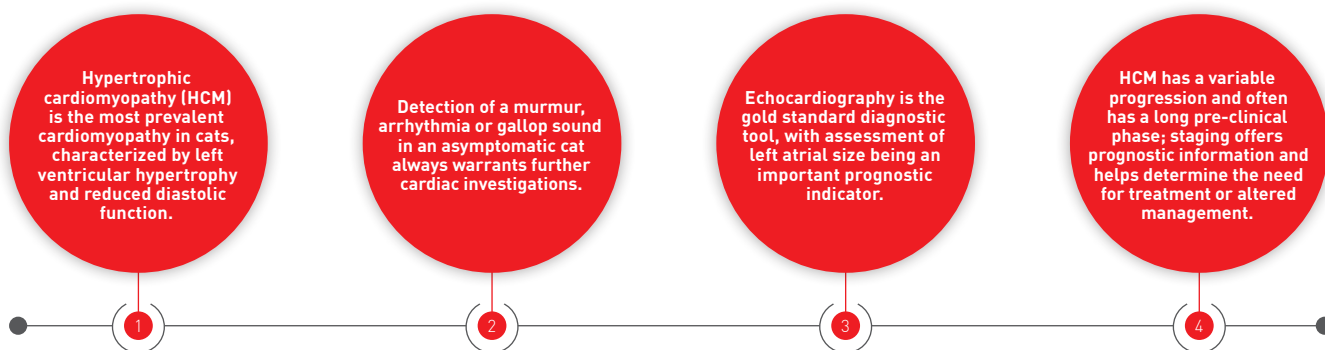 Hypertrophic
cardiomyopathy (HCM)
is the most prevalent
cardiomyopathy in cats,
characterized by left
ventricular hypertrophy
and reduced diastolic
function.
1
Detection of a murmur,
arrhythmia or gallop sound
in an asymptomatic cat
always warrants further
cardiac investigations.
2
Echocardiography is the
gold standard diagnostic
tool, with assessment of
left atrial size being an
important prognostic
indicator.
3
HCM has a variable
progression and often
has a long pre-clinical
phase; staging offers
prognostic information and
helps determine the need
for treatment or altered
management.
4